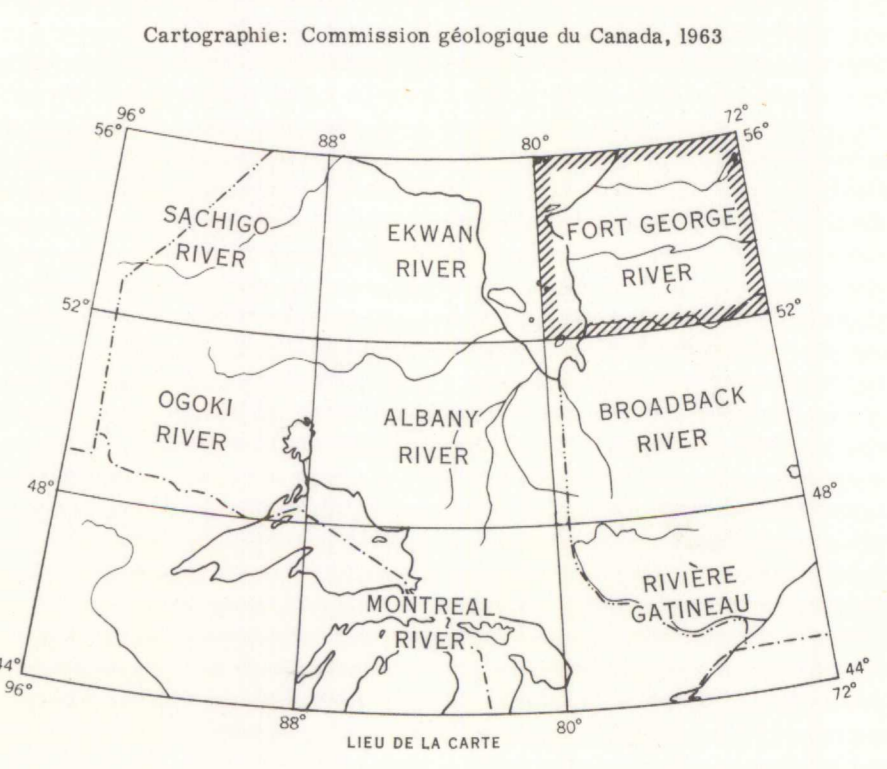 Cartographie: Commission géologique du Canada, 1963
96°
72°
56°
88°
80°
56°
SACHIGO
RIVER
EKWAN
RIVER
FORT GEORGE
RIVER
52°
52°
OGOKI
RIVER
ALBANY
RIVER
BROADBACK
RIVER
48°
48°
MONTREAL
RIVER
RIVIÈRE
GATINEAU
44°
96°
44°
72°
88°
80°
LIEU DE LA CARTE